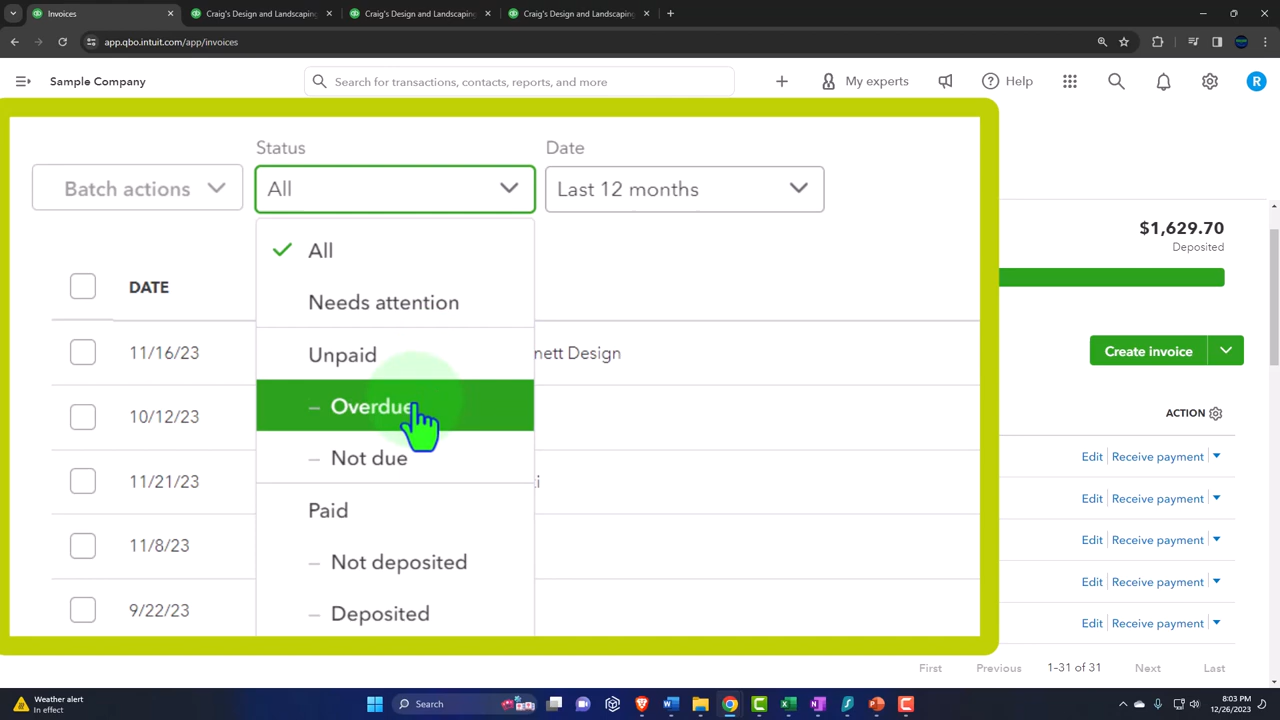 Invoices
Craig's Design and Landscaping
Craig's Design and Landscaping
Craig's Design and Landscaping
app.qbo.intuit.com/app/invoices
Sample Company
Search for transactions, contacts, reports, and more
My experts
Help
R
Status
Date
Batch actions
All
Last 12 months
$1,629.70
Deposited
All
Needs attention
DATE
Unpaid
11/16/23
nett Design
Create invoice
– Overdue
10/12/23
ACTION
– Not due
Edit | Receive payment
11/21/23
i
Edit | Receive payment
Paid
11/8/23
Edit | Receive payment
– Not deposited
Edit | Receive payment
9/22/23
– Deposited
Edit | Receive payment
First Previous 1-31 of 31 Next Last
Weather alert
In effect
Search
8:03 PM
12/26/2023